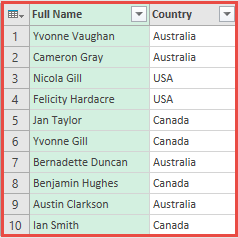 Full Name Country
1 Yvonne Vaughan Australia
2 Cameron Gray Australia
3 Nicola Gill USA
4 Felicity Hardacre USA
5 Jan Taylor Canada
6 Yvonne Gill Canada
7 Bernadette Duncan Australia
8 Benjamin Hughes Canada
9 Austin Clarkson Australia
10 Ian Smith Canada